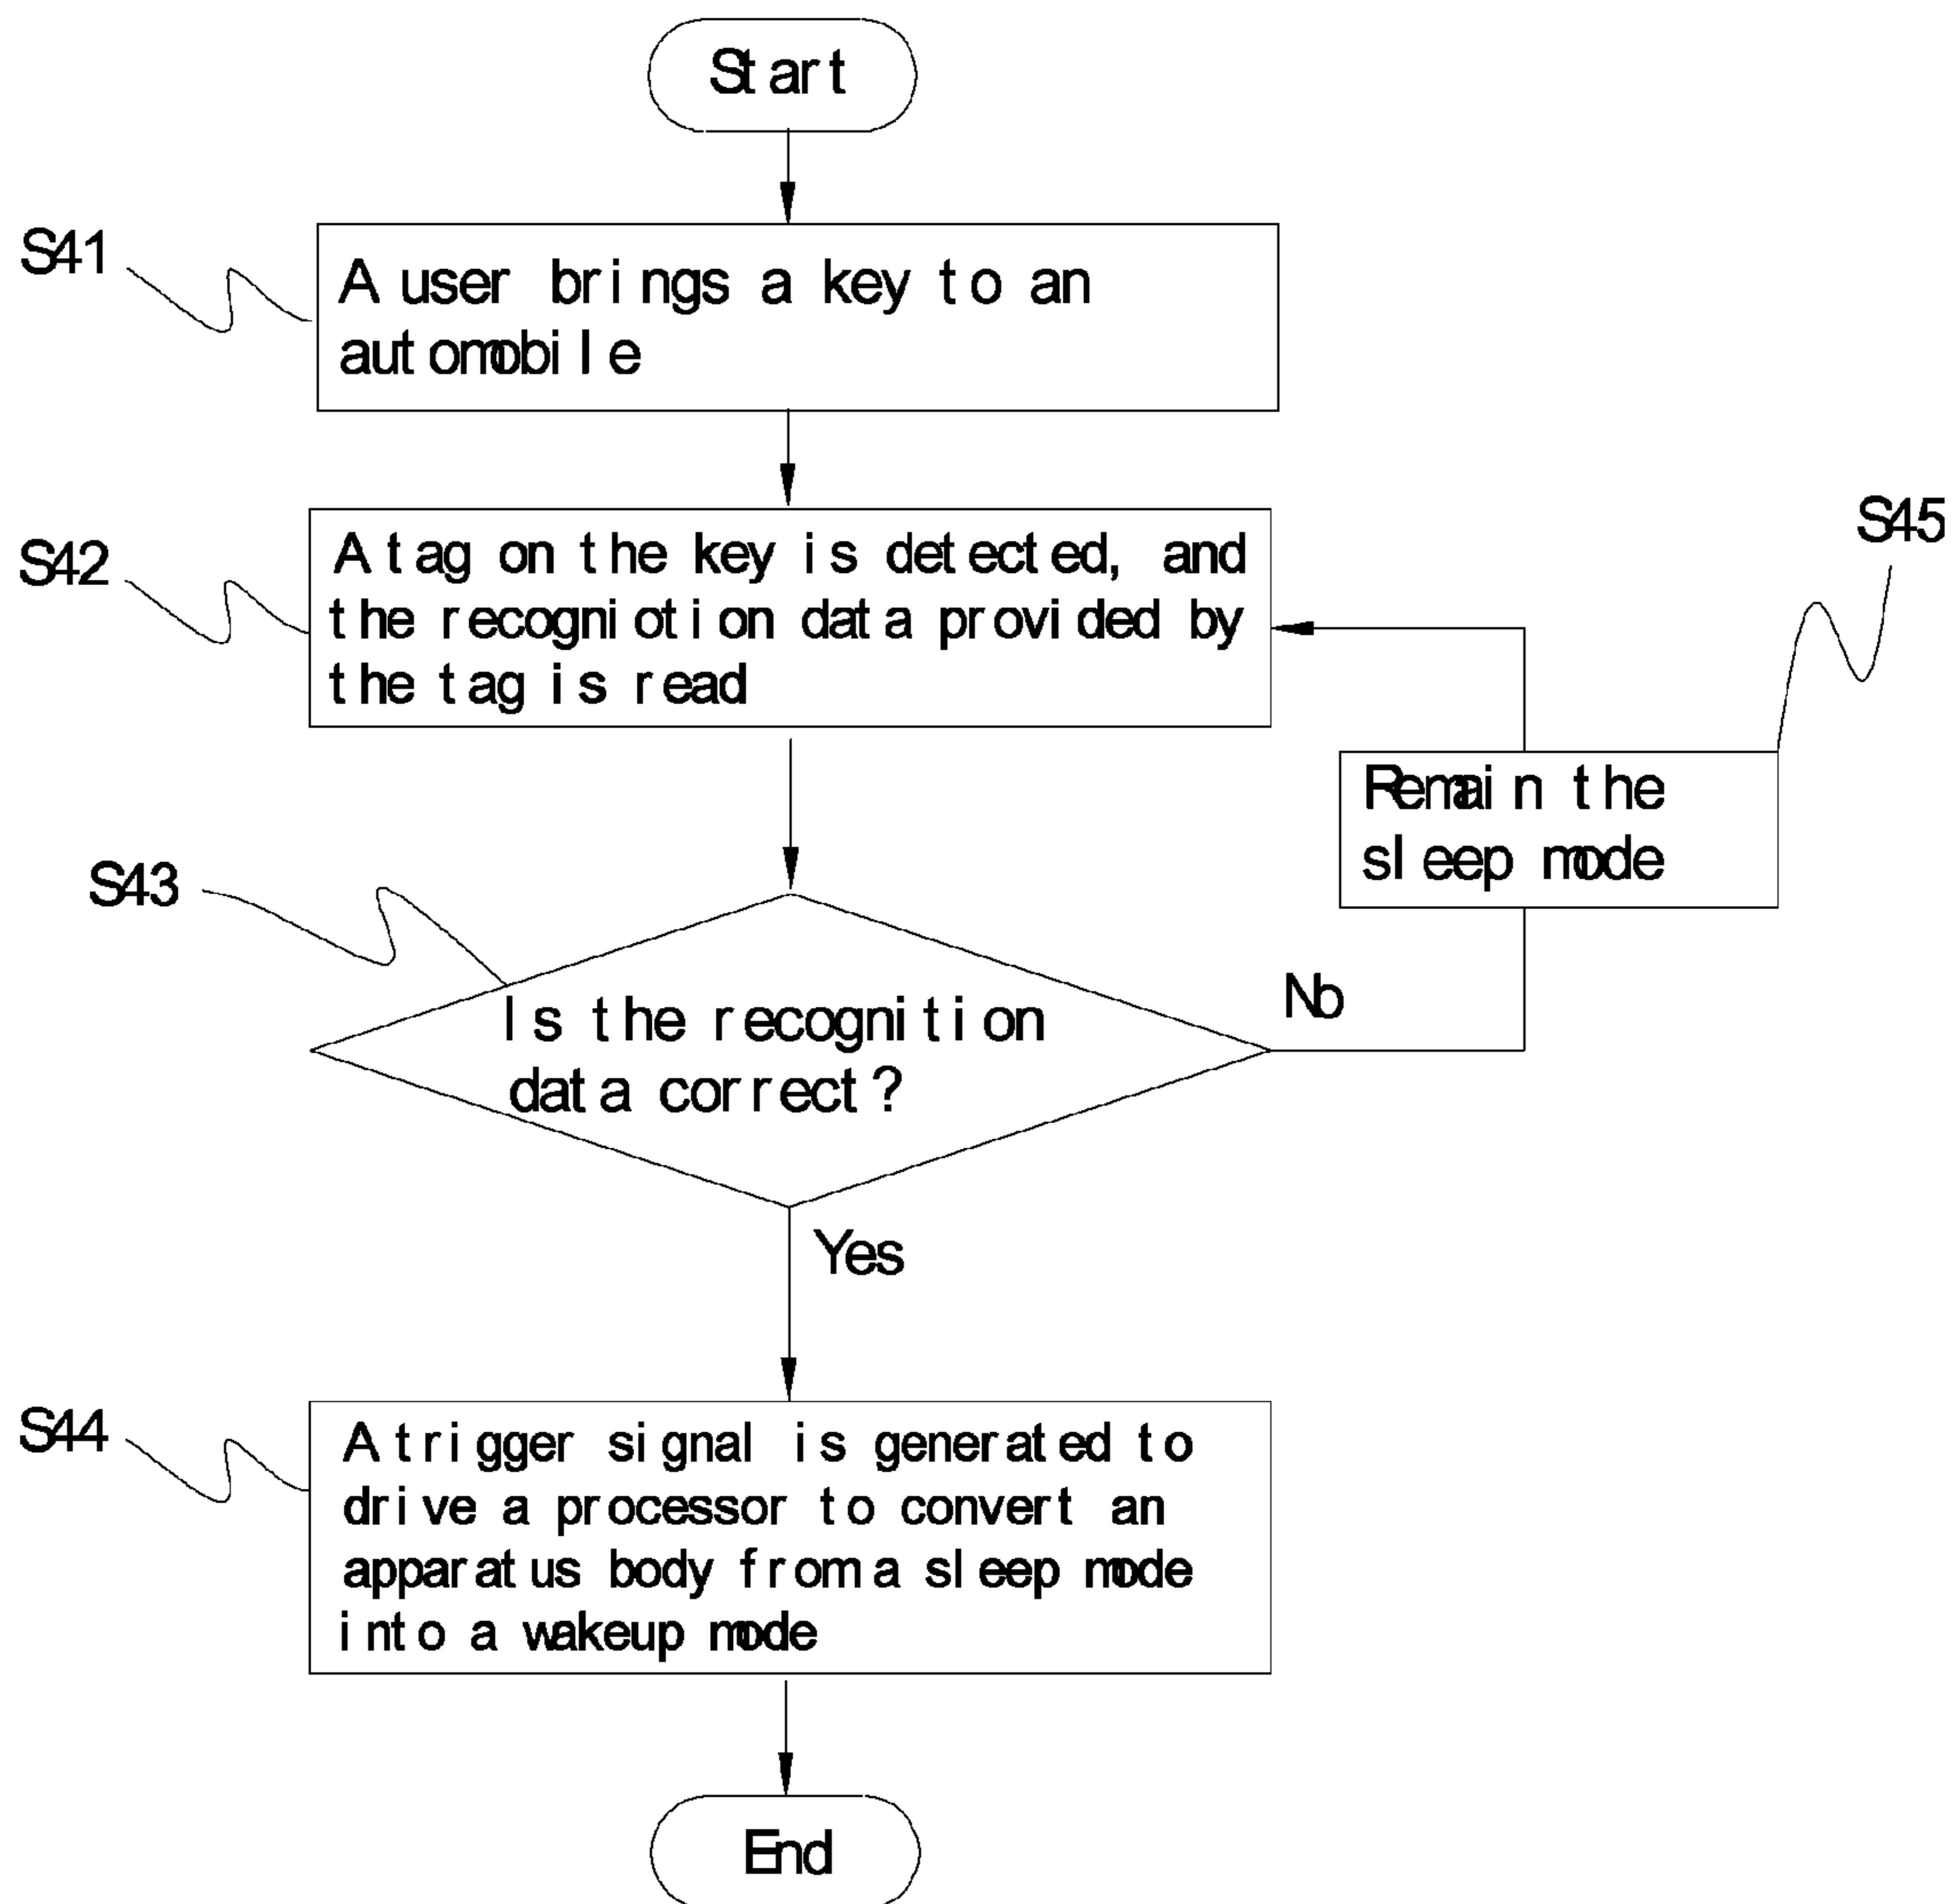 Start
S41
A user brings a key to an
automobile
S42
A tag on the key is detected, and
the recogniotion data provided by
the tag is read
S45
Remain the
sleep mode
S43
Is the recognition
data correct?
No
Yes
S44
A trigger signal is generated to
drive a processor to convert an
apparatus body from a sleep mode
into a wakeup mode
End